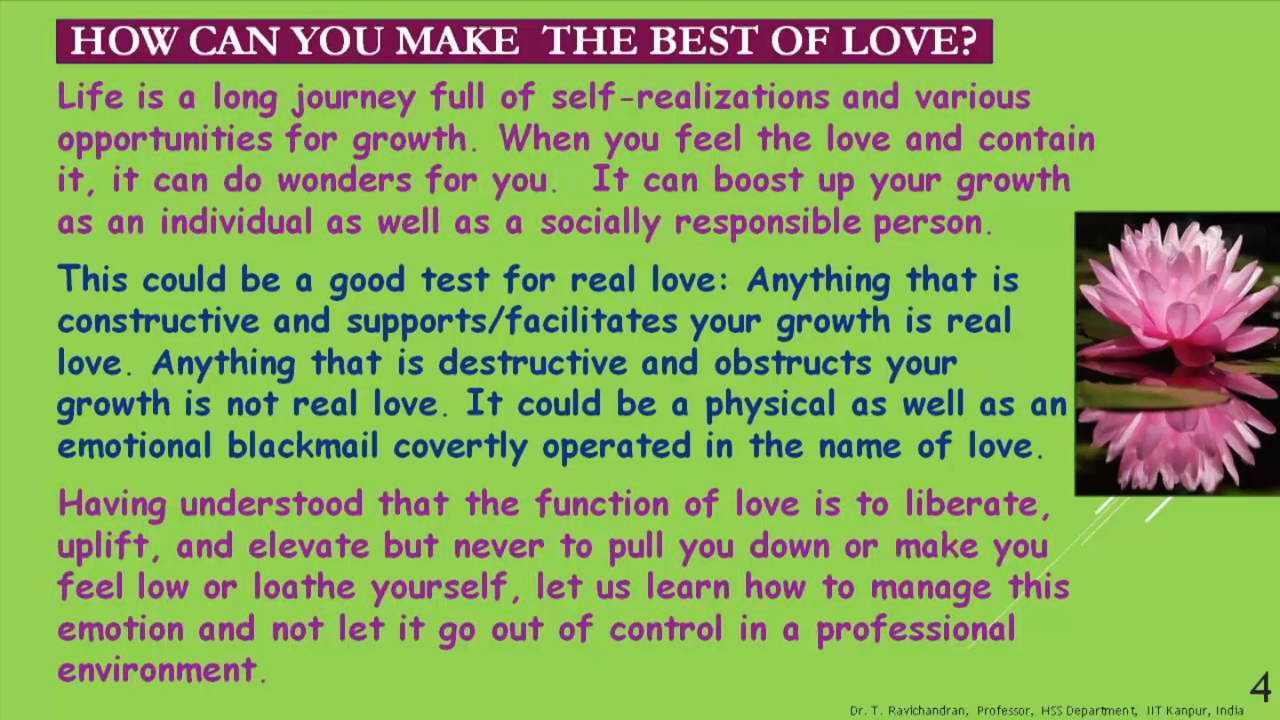 HOW CAN YOU MAKE THE BEST OF LOVE?
Life is a long journey full of self-realizations and various
opportunities for growth. When you feel the love and contain
it, it can do wonders for you. It can boost up your growth
as an individual as well as a socially responsible person.
This could be a good test for real love: Anything that is
constructive and supports/facilitates your growth is real
love. Anything that is destructive and obstructs your
growth is not real love. It could be a physical as well as an
emotional blackmail covertly operated in the name of love.
Having understood that the function of love is to liberate,
uplift, and elevate but never to pull you down or make you
feel low or loathe yourself, let us learn how to manage this
emotion and not let it go out of control in a professional
environment.
4
Dr. T. Ravichandran, Professor, HSS Department, IIT Kanpur, India